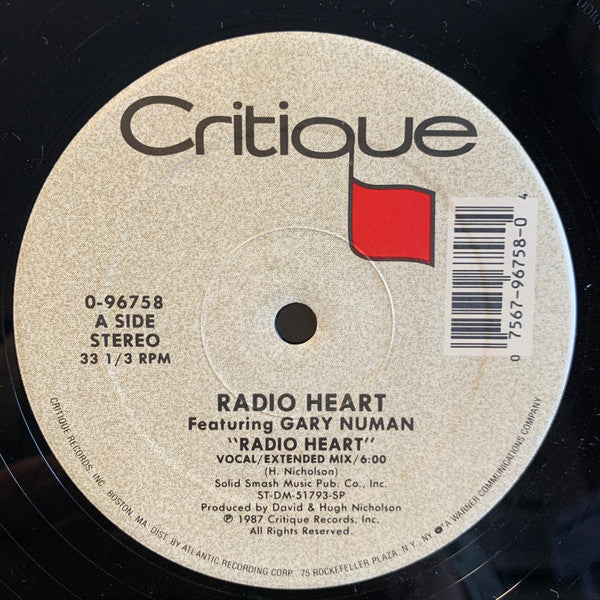 Critique
0-96758
A SIDE
STEREO
33 1/3 RPM
0 7567-96758-0 4
RADIO HEART
Featuring GARY NUMAN
"RADIO HEART"
VOCAL/EXTENDED MIX/6:00
(H. Nicholson)
Solid Smash Music Pub. Co., Inc.
ST-DM-51793-SP
Produced by David & Hugh Nicholson
℗ 1987 Critique Records, Inc.
All Rights Reserved.
CRITIQUE RECORDS, INC. BOSTON, MA. DIST. BY ATLANTIC RECORDING CORP. 75 ROCKEFELLER PLAZA, N.Y., NY A WARNER COMMUNICATIONS COMPANY